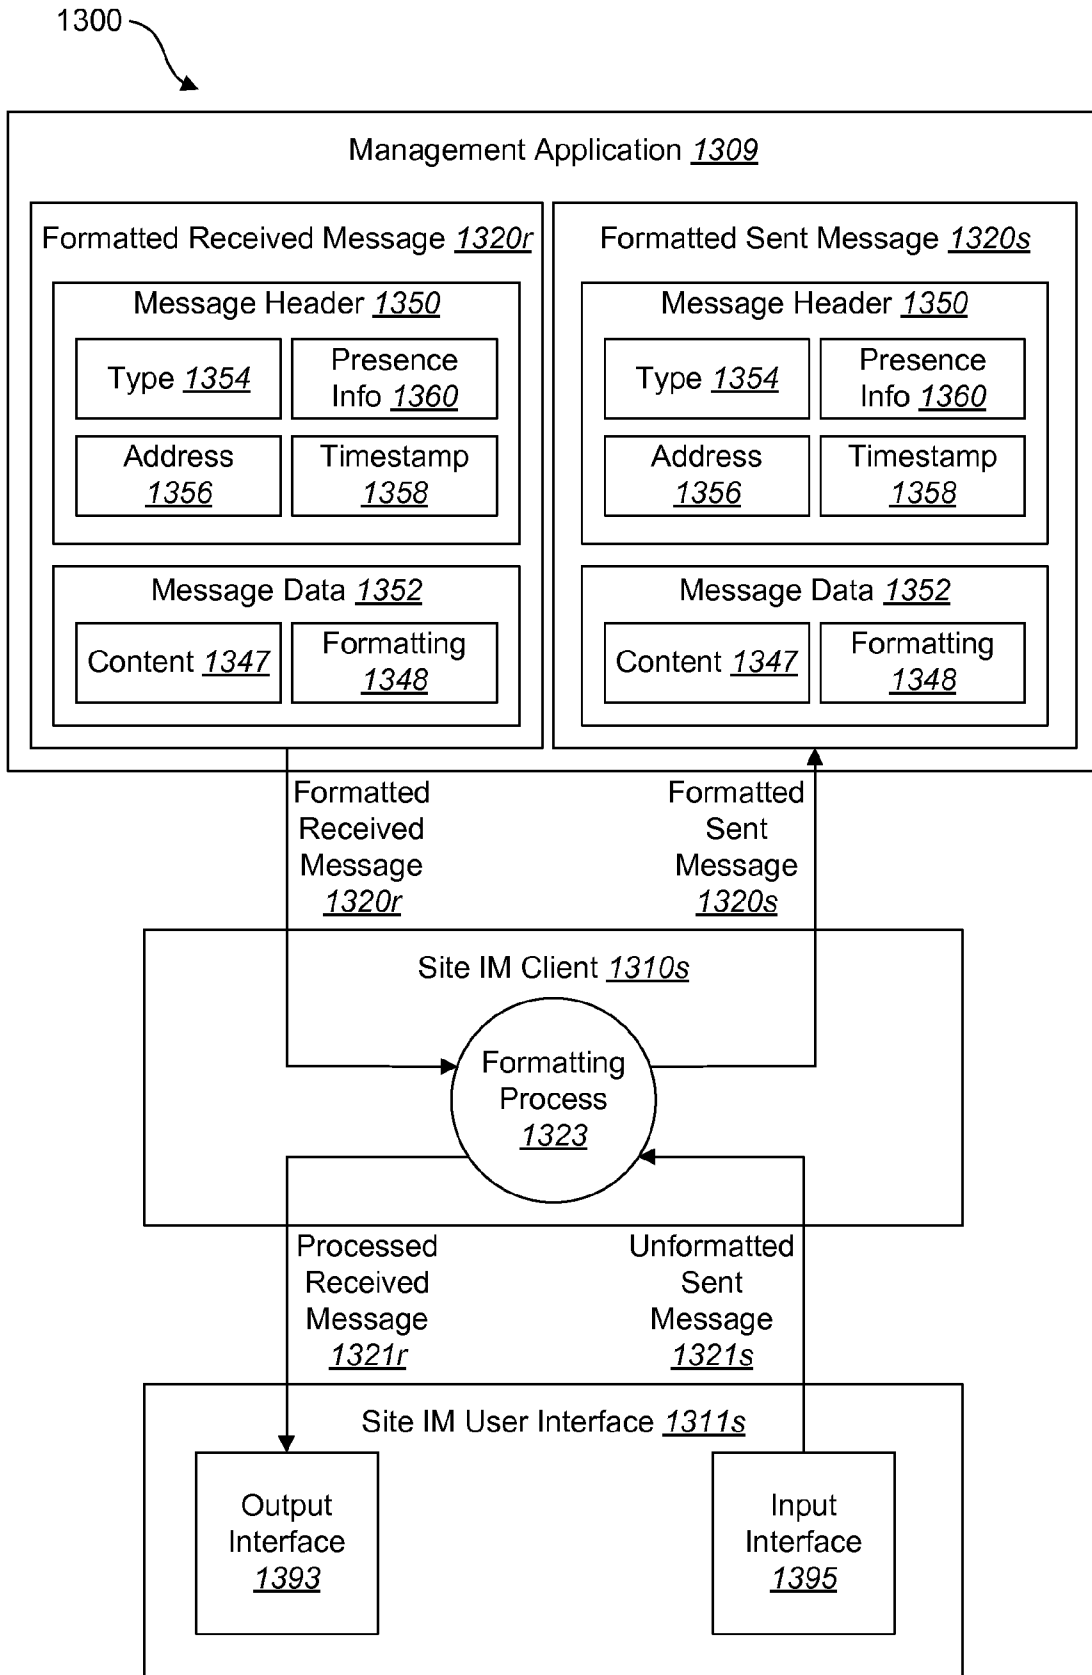 1300
Management Application 1309
Formatted Received Message 1320r
Message Header 1350
Type 1354
Presence
Info 1360
Address
1356
Timestamp
1358
Message Data 1352
Content 1347
Formatting
1348
Formatted Sent Message 1320s
Message Header 1350
Type 1354
Presence
Info 1360
Address
1356
Timestamp
1358
Message Data 1352
Content 1347
Formatting
1348
Formatted
Received
Message
1320r
Formatted
Sent
Message
1320s
Site IM Client 1310s
Formatting
Process
1323
Processed
Received
Message
1321r
Unformatted
Sent
Message
1321s
Site IM User Interface 1311s
Output
Interface
1393
Input
Interface
1395